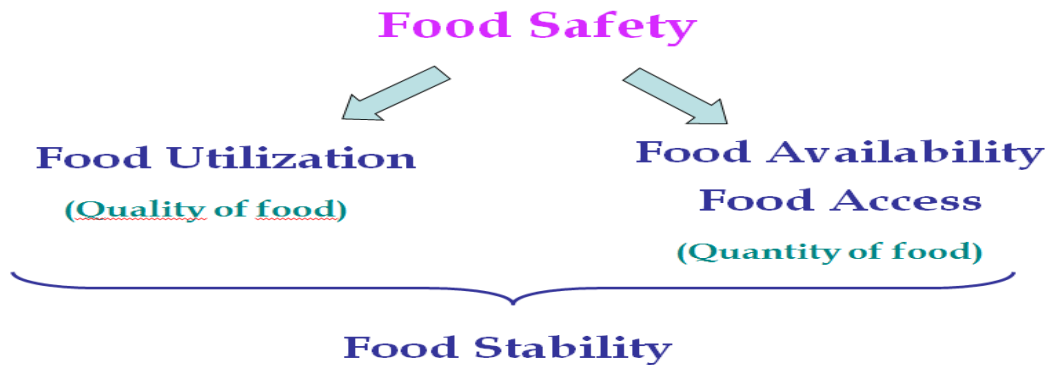 Food Safety
Food Utilization
(Quality of food)
Food Availability
Food Access
(Quantity of food)
Food Stability